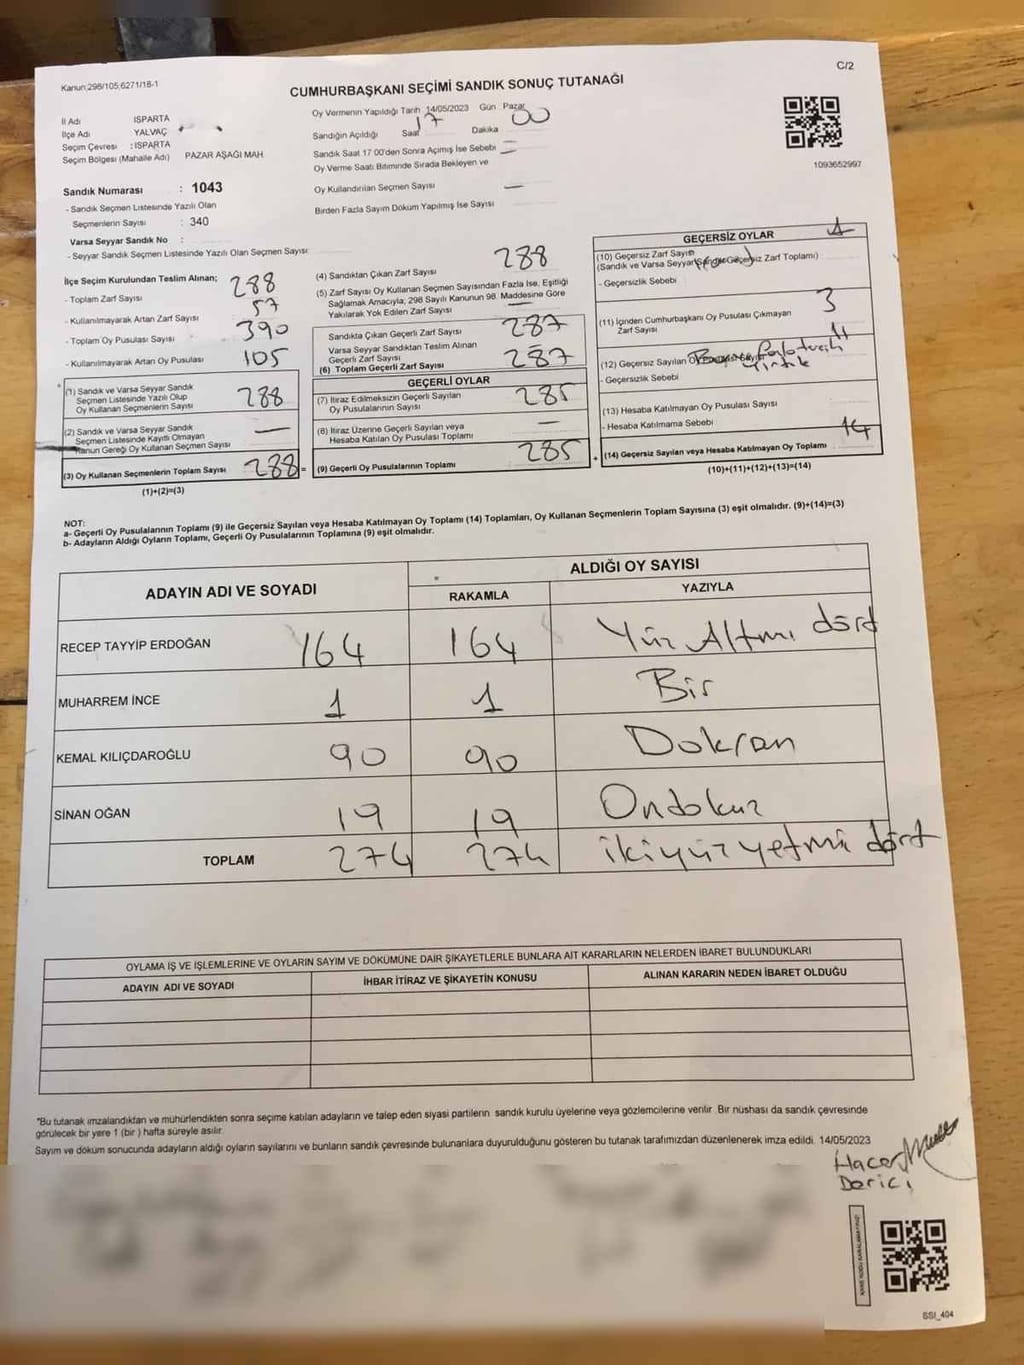 Kanun;298/105;6271/18-1
C/2
CUMHURBAŞKANI SEÇİMİ SANDIK SONUÇ TUTANAĞI
İl Adı ISPARTA
İlçe Adı YALVAÇ
Seçim Çevresi : ISPARTA
Seçim Bölgesi (Mahalle Adı) PAZAR AŞAĞI MAH
Sandık Numarası : 1043
- Sandık Seçmen Listesinde Yazılı Olan
Seçmenlerin Sayısı : 340
Varsa Seyyar Sandık No :
- Seyyar Sandık Seçmen Listesinde Yazılı Olan Seçmen Sayısı:
Oy Vermenin Yapıldığı Tarih 14/05/2023 Gün Pazar
Sandığın Açıldığı Saat 17 Dakika 00
Sandık Saat 17:00'den Sonra Açımış İse Sebebi
Oy Verme Saati Bitiminde Sırada Bekleyen ve
Oy Kullandırılan Seçmen Sayısı —
Birden Fazla Sayım Döküm Yapılmış İse Sayısı
1093652997
İlçe Seçim Kurulundan Teslim Alınan;
- Toplam Zarf Sayısı 288
- Kullanılmayarak Artan Zarf Sayısı 57
- Toplam Oy Pusulası Sayısı 390
- Kullanılmayarak Artan Oy Pusulası 105
(1) Sandık ve Varsa Seyyar Sandık
Seçmen Listesinde Yazılı Olup
Oy Kullanan Seçmenlerin Sayısı 288
(2) Sandık ve Varsa Seyyar Sandık
Seçmen Listesinde Kayıtlı Olmayan
Kanun Gereği Oy Kullanan Seçmen Sayısı —
(3) Oy Kullanan Seçmenlerin Toplam Sayısı 288=
(1)+(2)=(3)
(4) Sandıktan Çıkan Zarf Sayısı 288
(5) Zarf Sayısı Oy Kullanan Seçmen Sayısından Fazla İse, Eşitliği
Sağlamak Amacıyla, 298 Sayılı Kanunun 98. Maddesine Göre
Yakılarak Yok Edilen Zarf Sayısı —
Sandıkta Çıkan Geçerli Zarf Sayısı 287
Varsa Seyyar Sandıktan Teslim Alınan
Geçerli Zarf Sayısı
(6) Toplam Geçerli Zarf Sayısı 287
GEÇERLİ OYLAR
(7) İtiraz Edilmeksizin Geçerli Sayılan
Oy Pusulalarının Sayısı 285
(8) İtiraz Üzerine Geçerli Sayılan veya
Hesaba Katılan Oy Pusulası Toplamı —
(9) Geçerli Oy Pusulalarının Toplamı 285 +
GEÇERSİZ OYLAR
(10) Geçersiz Zarf Sayısı 1
(Sandık ve Varsa Seyyar Geçersiz Zarf Toplamı)
- Geçersizlik Sebebi
(11) İçinden Cumhurbaşkanı Oy Pusulası Çıkmayan
Zarf Sayısı 3
(12) Geçersiz Sayılan Oy 11
- Geçersizlik Sebebi Yırtık
(13) Hesaba Katılmayan Oy Pusulası Sayısı
- Hesaba Katılmama Sebebi
(14) Geçersiz Sayılan veya Hesaba Katılmayan Oy Toplamı 14
(10)+(11)+(12)+(13)=(14)
NOT:
a- Geçerli Oy Pusulalarının Toplamı (9) ile Geçersiz Sayılan veya Hesaba Katılmayan Oy Toplamı (14) Toplamları, Oy Kullanan Seçmenlerin Toplam Sayısına (3) eşit olmalıdır. (9)+(14)=(3)
b- Adayların Aldığı Oyların Toplamı, Geçerli Oy Pusulalarının Toplamına (9) eşit olmalıdır.
ADAYIN ADI VE SOYADI ALDIĞI OY SAYISI
RAKAMLA YAZIYLA
RECEP TAYYİP ERDOĞAN 164 164 Yüz Altmı dört
MUHARREM İNCE 1 1 Bir
KEMAL KILIÇDAROĞLU 90 90 Dokran
SİNAN OĞAN 19 19 Ondokuz
TOPLAM 274 274 ikiyüz yetmi dört
OYLAMA İŞ VE İŞLEMLERİNE VE OYLARIN SAYIM VE DÖKÜMÜNE DAİR ŞİKAYETLERLE BUNLARA AİT KARARLARIN NELERDEN İBARET BULUNDUKLARI
ADAYIN ADI VE SOYADI İHBAR İTİRAZ VE ŞİKAYETİN KONUSU ALINAN KARARIN NEDEN İBARET OLDUĞU
*Bu tutanak imzalandıktan ve mühürlendikten sonra seçime katılan adayların ve talep eden siyasi partilerin sandık kurulu üyelerine veya gözlemcilerine verilir. Bir nüshası da sandık çevresinde
görülecek bir yere 1 (bir) hafta süreyle asılır.
Sayım ve döküm sonucunda adayların aldığı oyların sayılarını ve bunların sandık çevresinde bulunanlara duyurulduğunu gösteren bu tutanak tarafımızdan düzenlenerek imza edildi. 14/05/2023
Hacer
Derici
KARE KODU KARALAMAYINIZ!
SSI_404